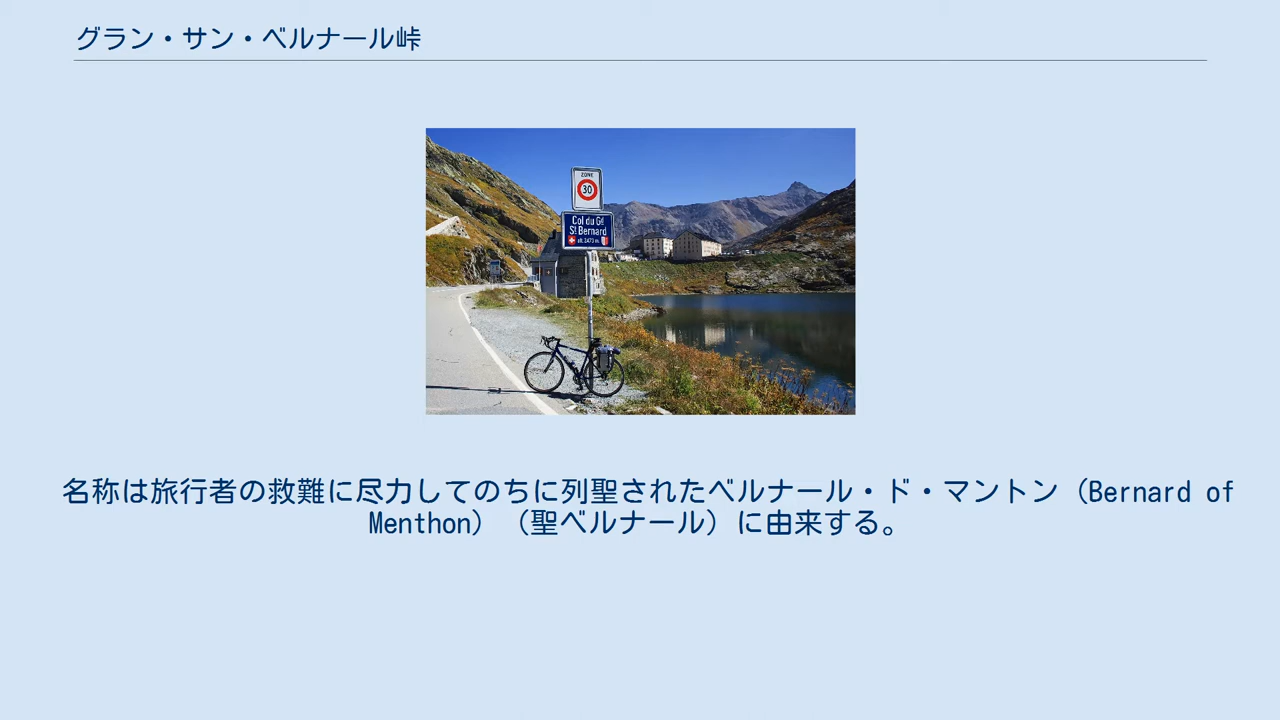 グラン・サン・ベルナール峠
ZONE
30
Col du Gd
St Bernard
alt. 2473 m.
名称は旅行者の救難に尽力してのちに列聖されたベルナール・ド・マントン（Bernard of
Menthon）（聖ベルナール）に由来する。